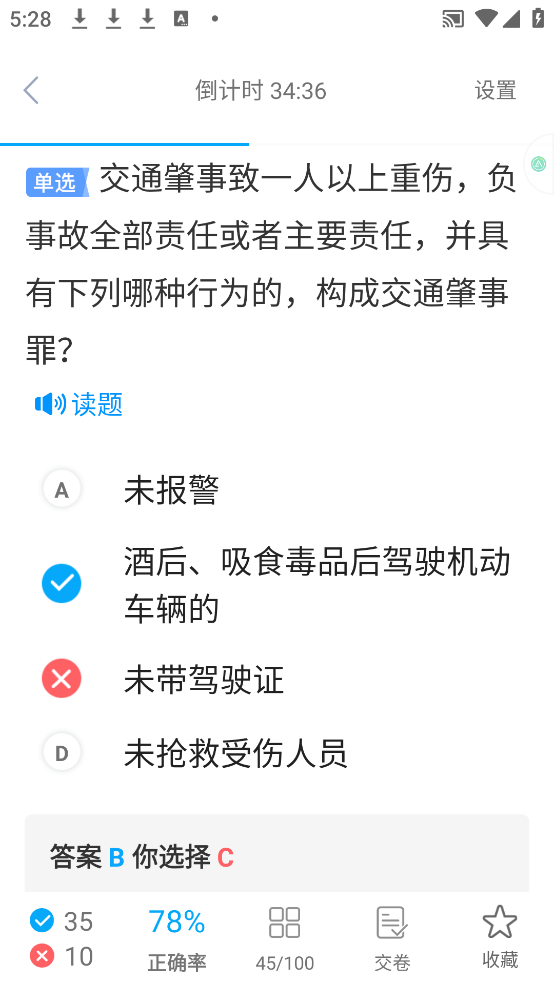 5:28
倒计时 34:36
设置
单选 交通肇事致一人以上重伤，负
事故全部责任或者主要责任，并具
有下列哪种行为的，构成交通肇事
罪？
读题
A 未报警
酒后、吸食毒品后驾驶机动
车辆的
未带驾驶证
D 未抢救受伤人员
答案 B 你选择 C
35
10
78%
正确率
45/100
交卷
收藏